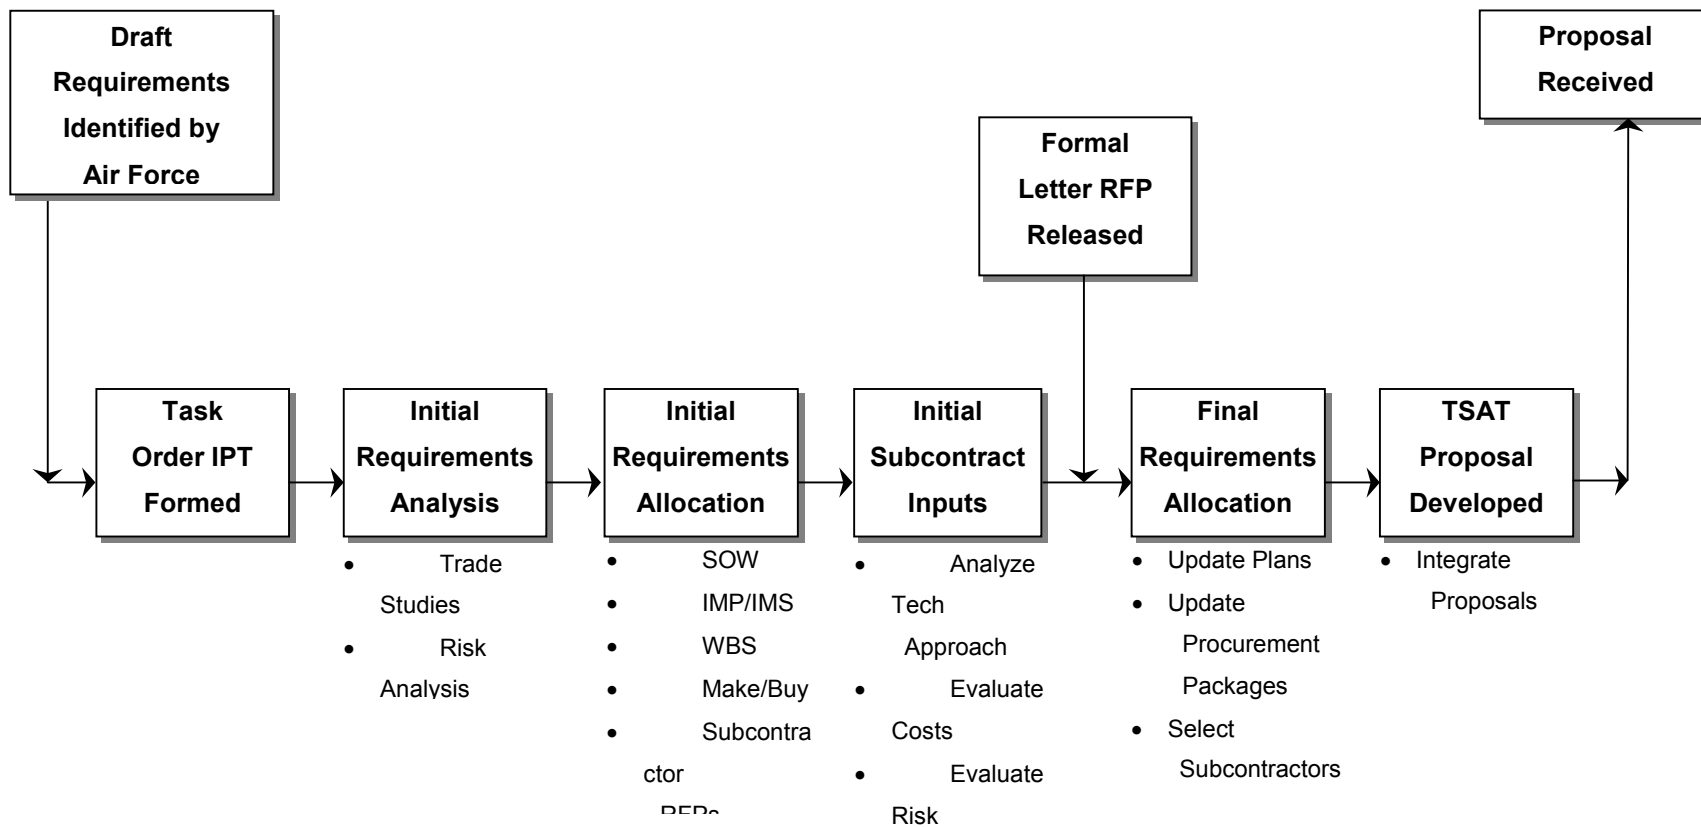 Draft
Requirements
Identified by
Air Force
Proposal
Received
Formal
Letter RFP
Released
Task
Order IPT
Formed
Initial
Requirements
Analysis
• Trade
Studies
• Risk
Analysis
Initial
Requirements
Allocation
• SOW
• IMP/IMS
• WBS
• Make/Buy
• Subcontra
ctor
RFPs
Initial
Subcontract
Inputs
• Analyze
Tech
Approach
• Evaluate
Costs
• Evaluate
Risk
Final
Requirements
Allocation
• Update Plans
• Update
Procurement
Packages
• Select
Subcontractors
TSAT
Proposal
Developed
• Integrate
Proposals